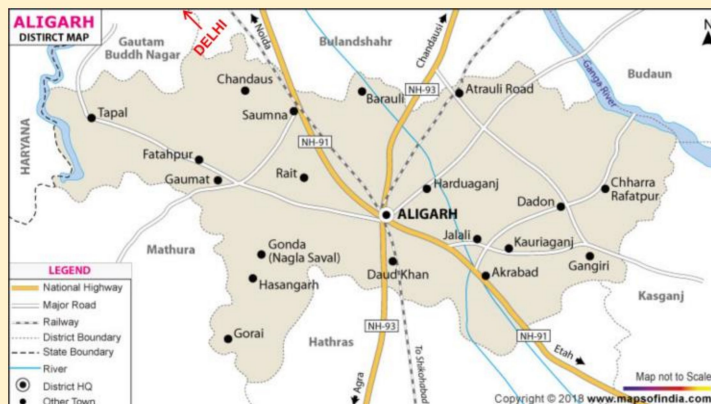 ALIGARH
DISTIRCT MAP
DELHI
Noida
Gautam
Buddh Nagar
Bulandshahr
Chandausi
N
Budaun
Ganga River
HARYANA
Tapal
Chandaus
Saumna
Barauli
NH-93
Atrauli Road
NH-91
Fatahpur
Gaumat
Rait
Harduaganj
Dadon
Chharra
Rafatpur
ALIGARH
Jalali
Kauriaganj
Gangiri
Mathura
Gonda
(Nagla Saval)
Hasangarh
Daud Khan
Akrabad
Kasganj
Gorai
Hathras
NH-93
NH-91
Etah
Agra
To Shikohabad
LEGEND
National Highway
Major Road
Railway
District Boundary
State Boundary
River
District HQ
Other Town
Map not to Scale
Copyright © 2018 www.mapsofindia.com